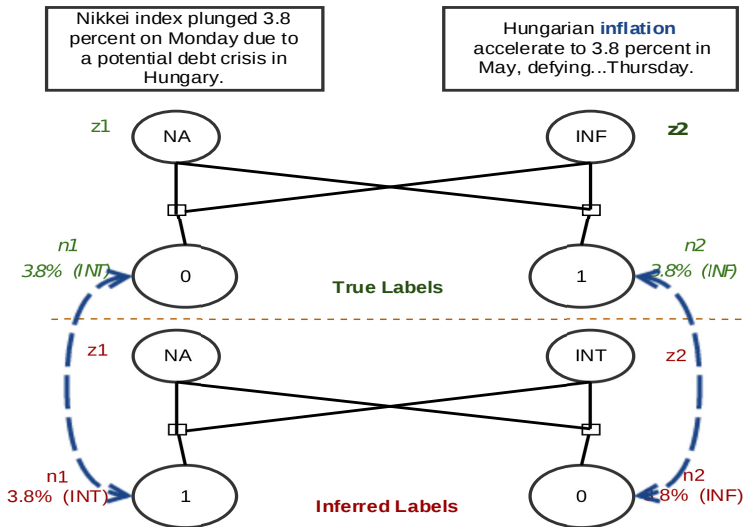 Nikkei index plunged 3.8
percent on Monday due to
a potential debt crisis in
Hungary.
Hungarian inflation
accelerate to 3.8 percent in
May, defying...Thursday.
z1
NA
INF
z2
n1
3.8% (INT)
0
True Labels
1
n2
3.8% (INF)
z1
NA
INT
z2
n1
3.8% (INT)
1
Inferred Labels
0
n2
3.8% (INF)